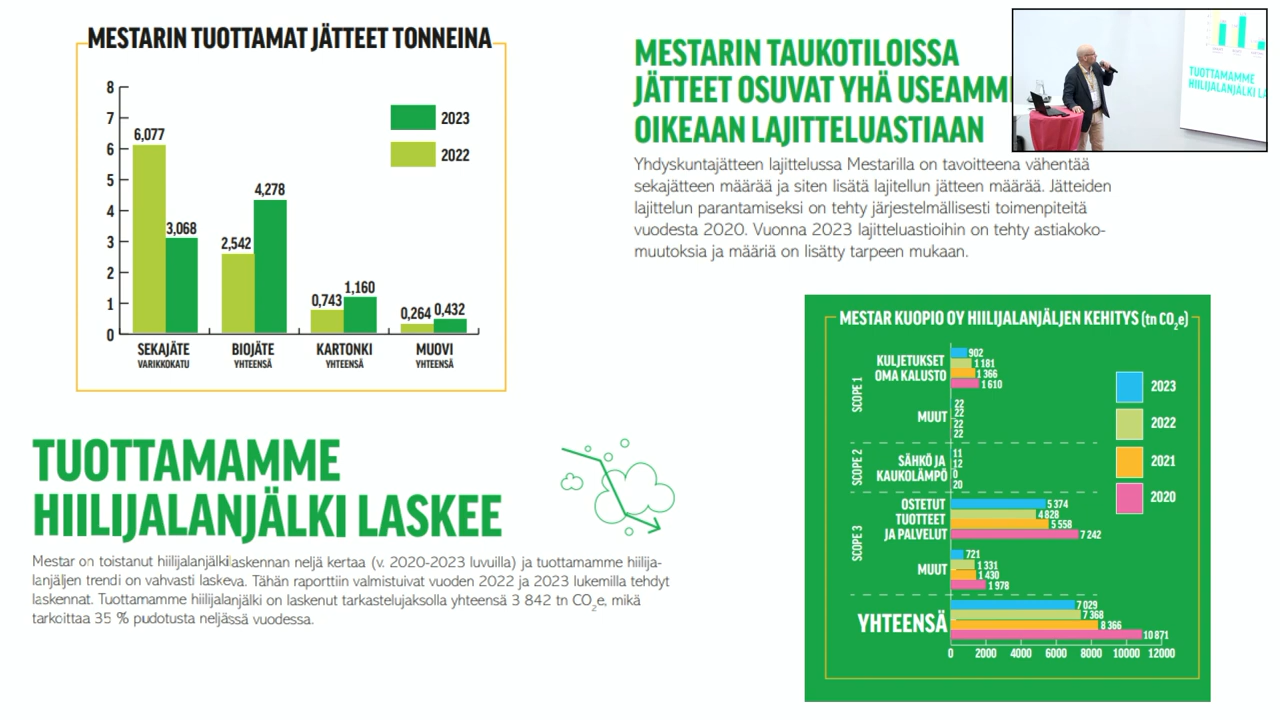 MESTARIN TUOTTAMAT JÄTTEET TONNEINA
8
7
6
5
4
3
2
1
0
6,077
3,068
2,542
4,278
0,743
1,160
0,264
0,432
2023
2022
SEKAJÄTE
VARIKKOKATU
BIOJÄTE
YHTEENSÄ
KARTONKI
YHTEENSÄ
MUOVI
YHTEENSÄ
MESTARIN TAUKOTILOISSA
JÄTTEET OSUVAT YHÄ
OIKEAAN LAJITTELUASTIAAN
Yhdyskuntajätteen lajittelussa Mestarilla on tavoitteena vähentää
sekajätteen määrää ja siten lisätä lajitellun jätteen määrää. Jätteiden
lajittelun parantamiseksi on tehty järjestelmällisesti toimenpiteitä
vuodesta 2020. Vuonna 2023 lajitteluastioihin on tehty astiakoko-
muutoksia ja määriä on lisätty tarpeen mukaan.
TUOTTAMAMME
HIILIJALANJÄLKI
TUOTTAMAMME
HIILIJALANJÄLKI LASKEE
Mestar on toistanut hiilijalanjälkilaskennan neljä kertaa (v. 2020-2023 luvuilla) ja tuottamamme hiilija-
lanjäljen trendi on vahvasti laskeva. Tähän raporttiin valmistuivat vuoden 2022 ja 2023 lukemilla tehdyt
laskennat. Tuottamamme hiilijalanjälki on laskenut tarkastelujaksolla yhteensä 3 842 tn CO2e, mikä
tarkoittaa 35 % pudotusta neljässä vuodessa.
MESTAR KUOPIO OY HIILIJALANJÄLJEN KEHITYS (tn CO2e)
SCOPE 1
KULJETUKSET
OMA KALUSTO
902
1 181
1 366
1 610
MUUT
22
22
22
22
SCOPE 2
SÄHKÖ JA
KAUKOLÄMPÖ
11
12
0
20
SCOPE 3
OSTETUT
TUOTTEET
JA PALVELUT
5 374
4 828
5 558
7 242
MUUT
721
1 331
1 430
1 978
YHTEENSÄ
7 029
7 368
8 366
10 871
0 2000 4000 6000 8000 10000 12000
2023
2022
2021
2020